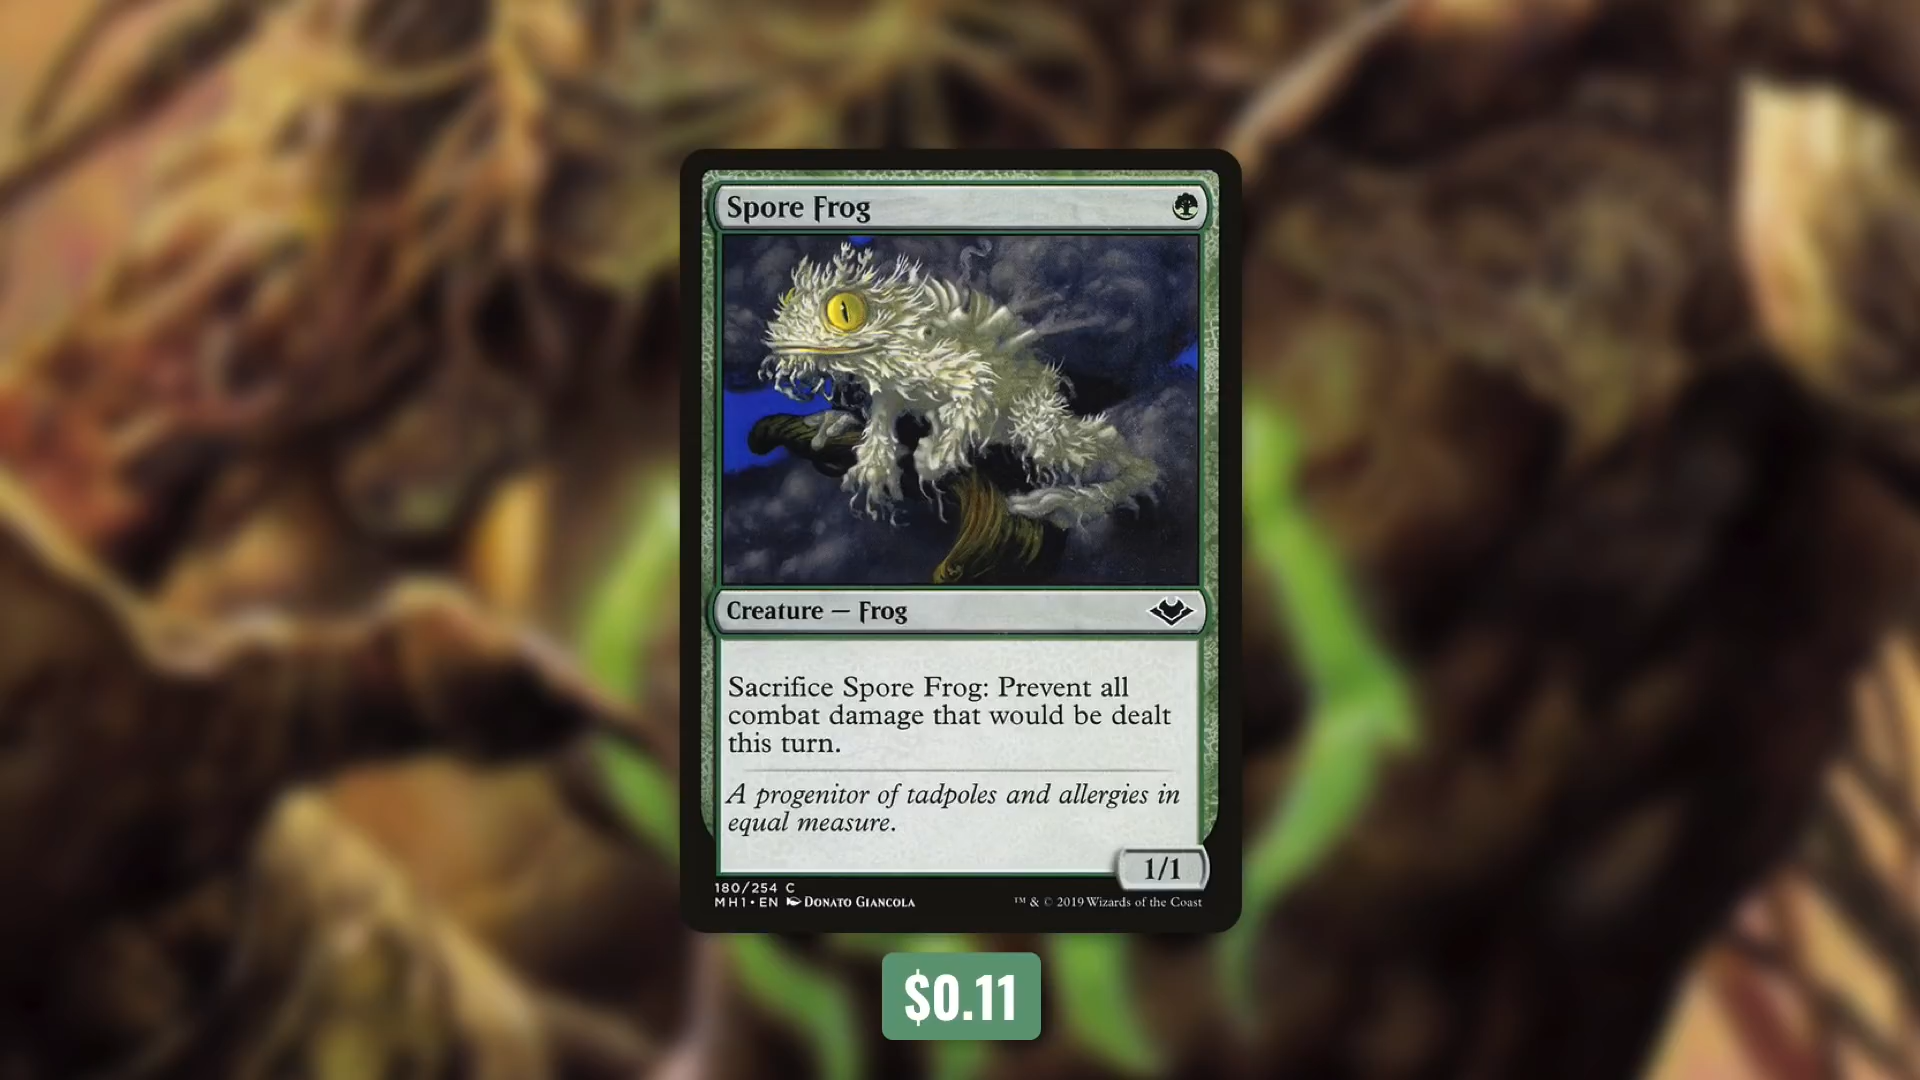 Spore Frog
Creature — Frog
Sacrifice Spore Frog: Prevent all
combat damage that would be dealt
this turn.
A progenitor of tadpoles and allergies in
equal measure.
1/1
180/254 C
MH1•EN Donato Giancola
™ & © 2019 Wizards of the Coast
$0.11